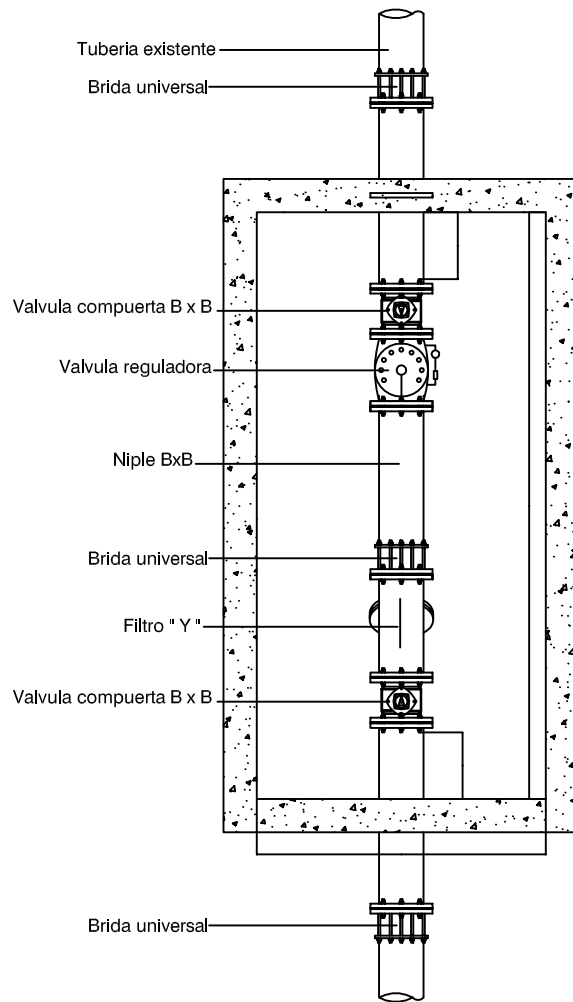 Tuberia existente
Brida universal
Valvula compuerta B x B
Valvula reguladora
Niple BxB
Brida universal
Filtro " Y "
Valvula compuerta B x B
Brida universal